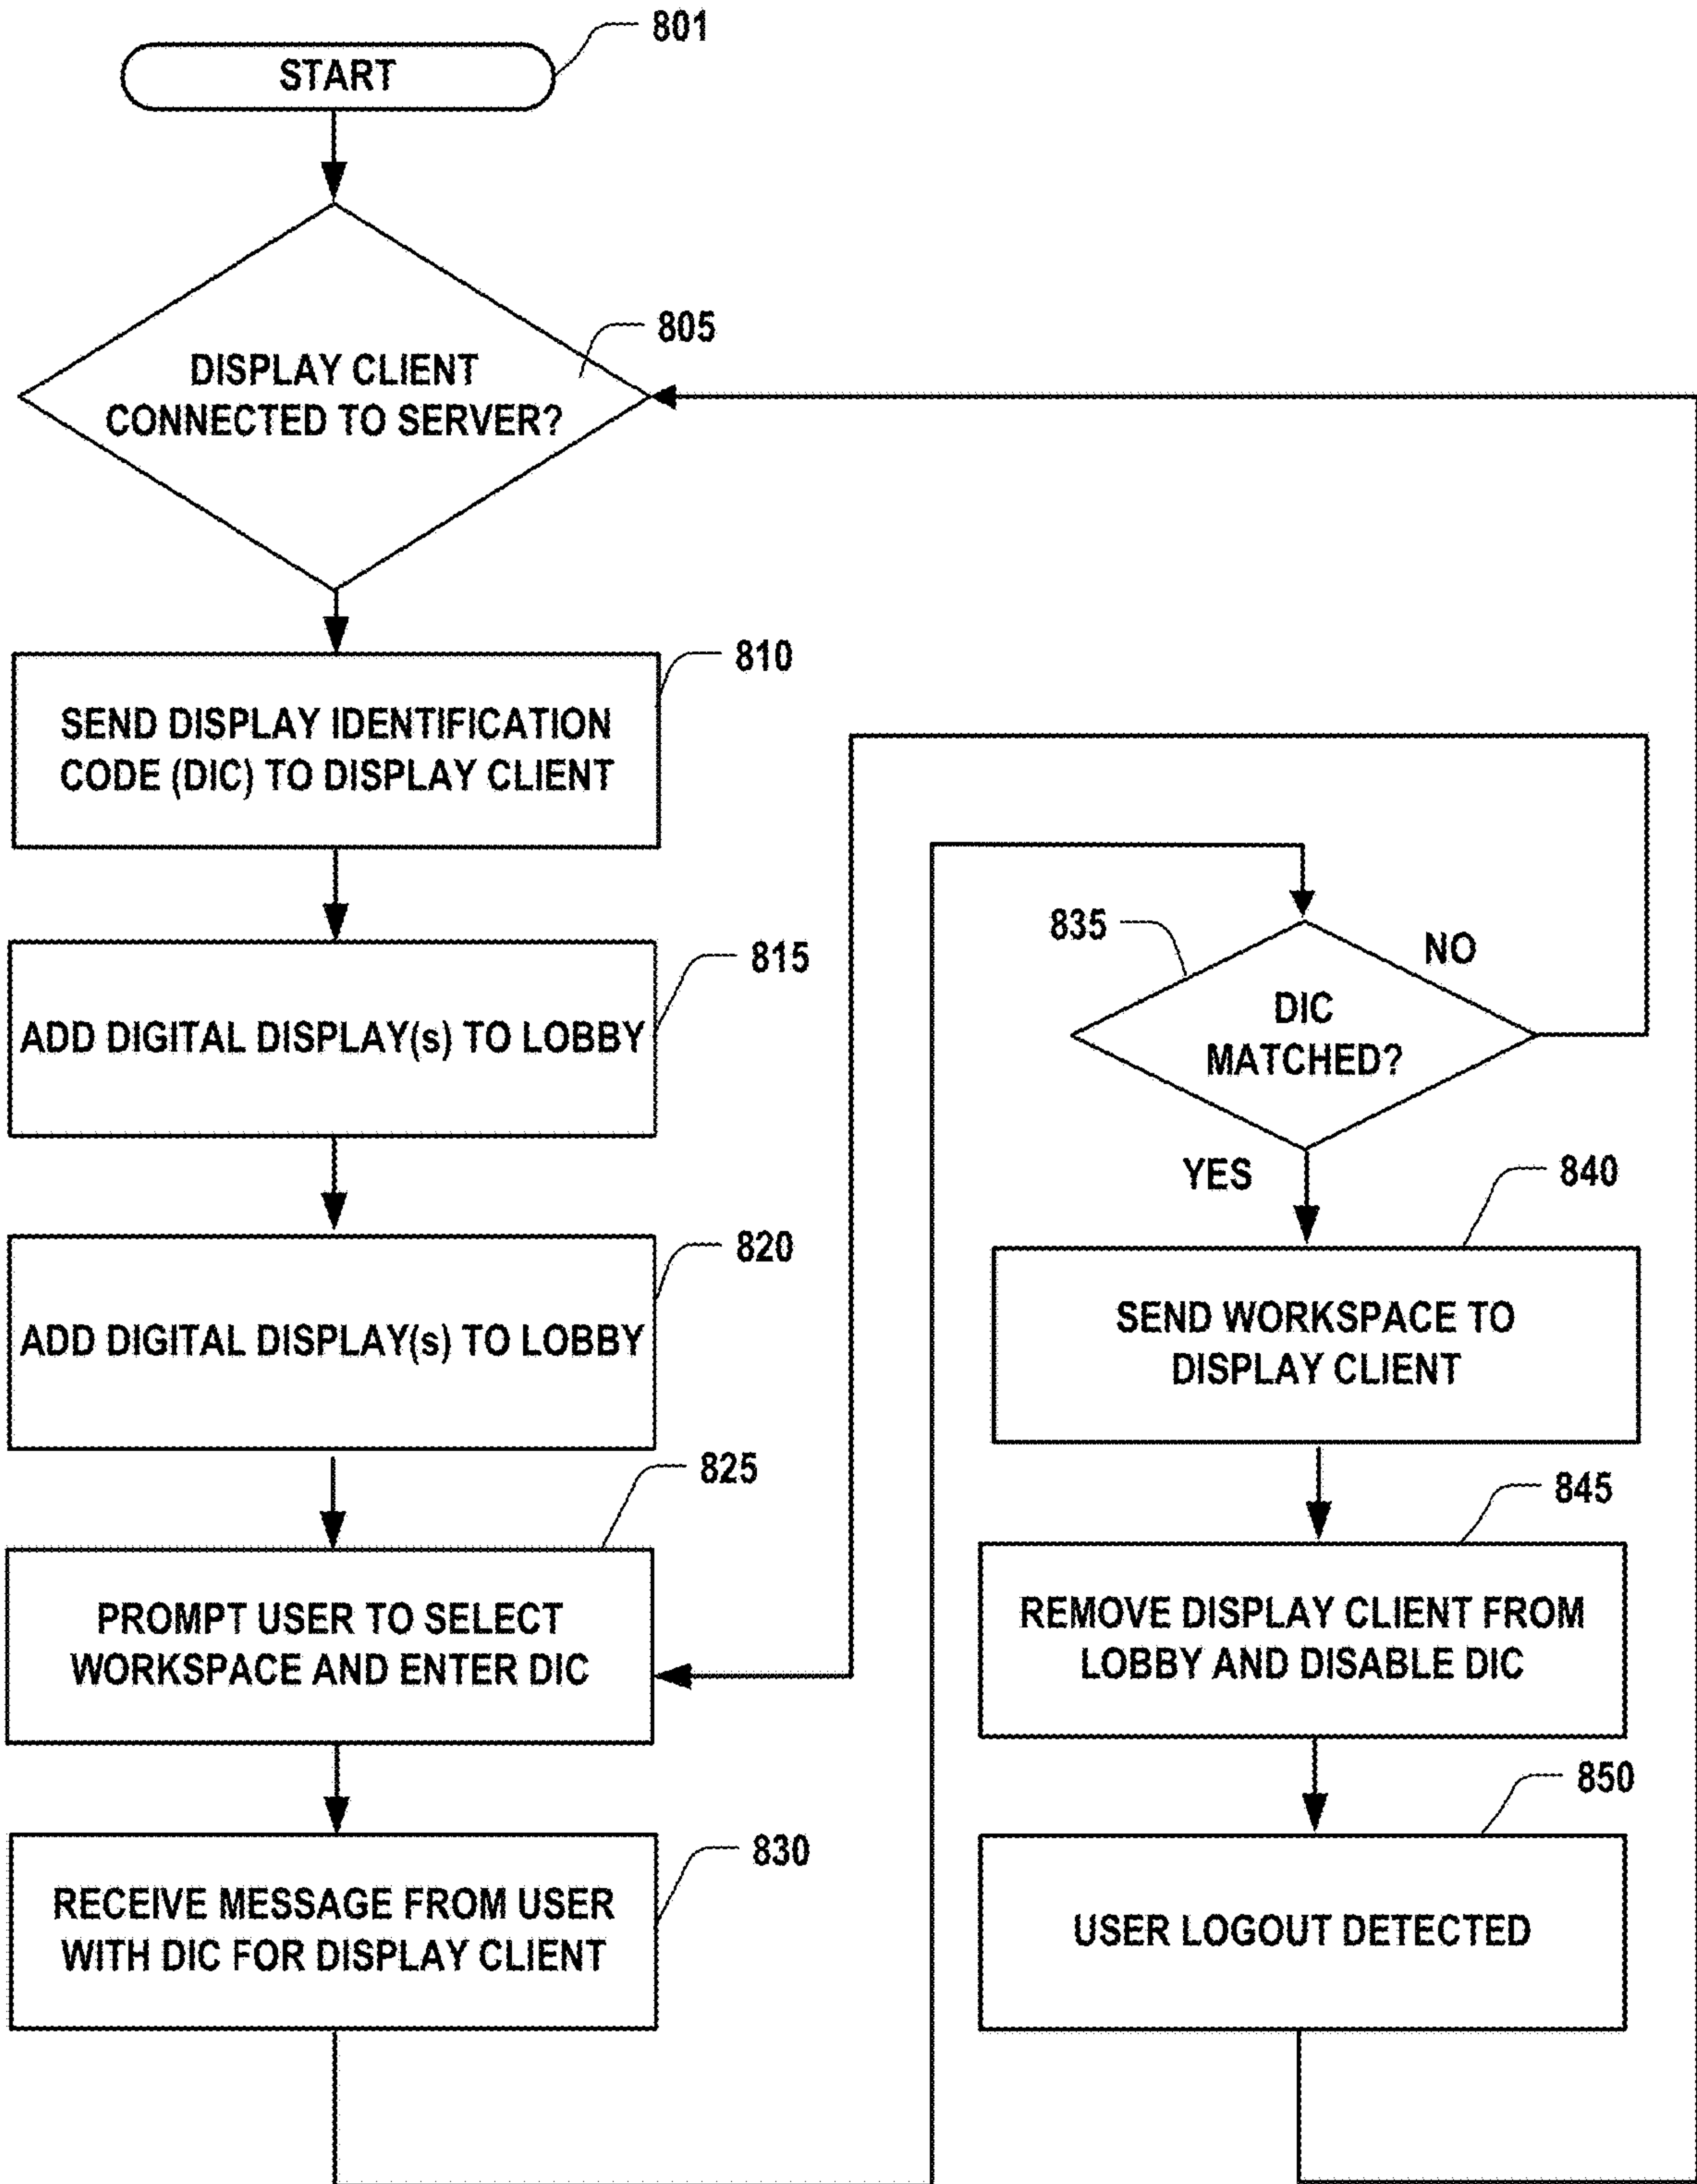 801
START
805
DISPLAY CLIENT
CONNECTED TO SERVER?
810
SEND DISPLAY IDENTIFICATION
CODE (DIC) TO DISPLAY CLIENT
815
ADD DIGITAL DISPLAY(s) TO LOBBY
820
ADD DIGITAL DISPLAY(s) TO LOBBY
825
PROMPT USER TO SELECT
WORKSPACE AND ENTER DIC
830
RECEIVE MESSAGE FROM USER
WITH DIC FOR DISPLAY CLIENT
835
NO
DIC
MATCHED?
YES
840
SEND WORKSPACE TO
DISPLAY CLIENT
845
REMOVE DISPLAY CLIENT FROM
LOBBY AND DISABLE DIC
850
USER LOGOUT DETECTED